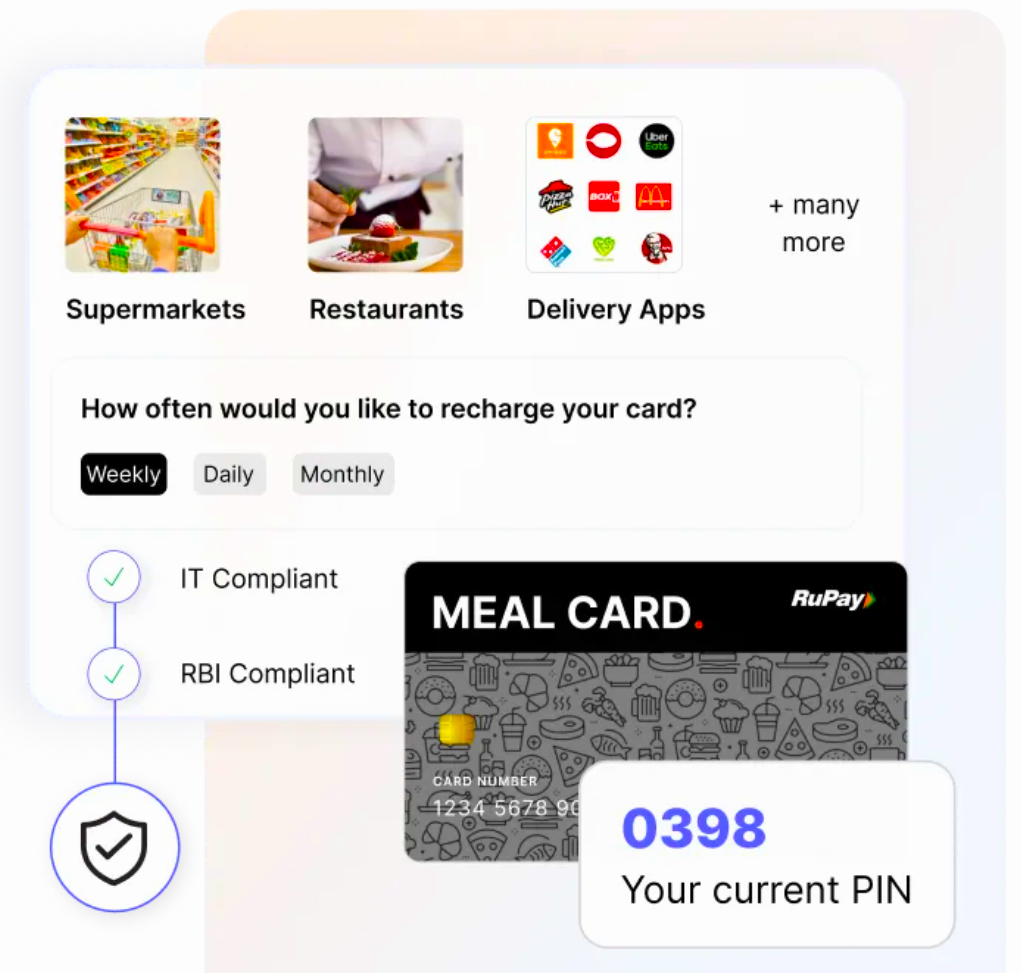 Uber
Eats
Pizza
Hut
BOX8
+ many
more
Supermarkets
Restaurants
Delivery Apps
How often would you like to recharge your card?
Weekly
Daily
Monthly
IT Compliant
RBI Compliant
MEAL CARD.
RuPay
CARD NUMBER
1234 5678 90
0398
Your current PIN